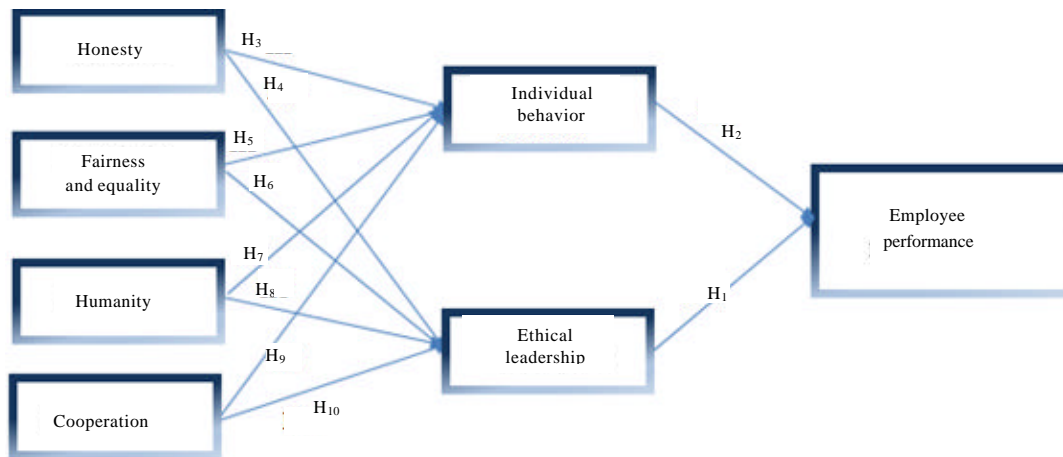 Honesty
Fairness
and equality
Humanity
Cooperation
H3
H4
H5
H6
H7
H8
H9
H10
Individual
behavior
Ethical
leadership
H2
H1
Employee
performance